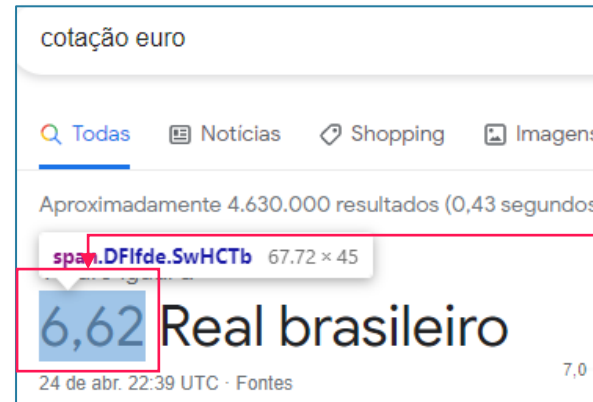 cotação euro
Todas Notícias Shopping Imagens
Aproximadamente 4.630.000 resultados (0,43 segundos
span.DFlfde.SwHCTb 67.72 × 45
6,62 Real brasileiro
7,0
24 de abr. 22:39 UTC · Fontes